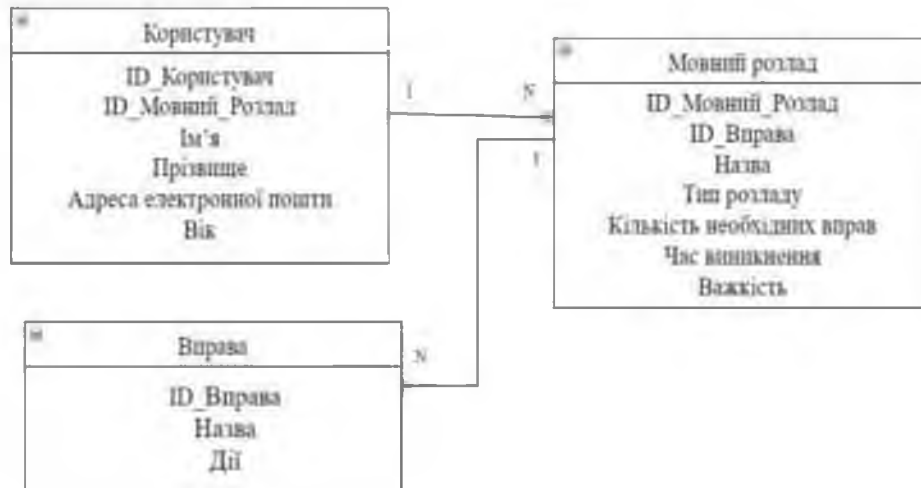 Користувач
ID_Користувач
ID_Мовний_Розлад
Ім'я
Прізвище
Адреса електронної пошти
Вік
1
N
Мовний розлад
ID_Мовний_Розлад
ID_Вправа
Назва
Тип розладу
Кількість необхідних вправ
Час виникнення
Важкість
1
N
Вправа
ID_Вправа
Назва
Дії